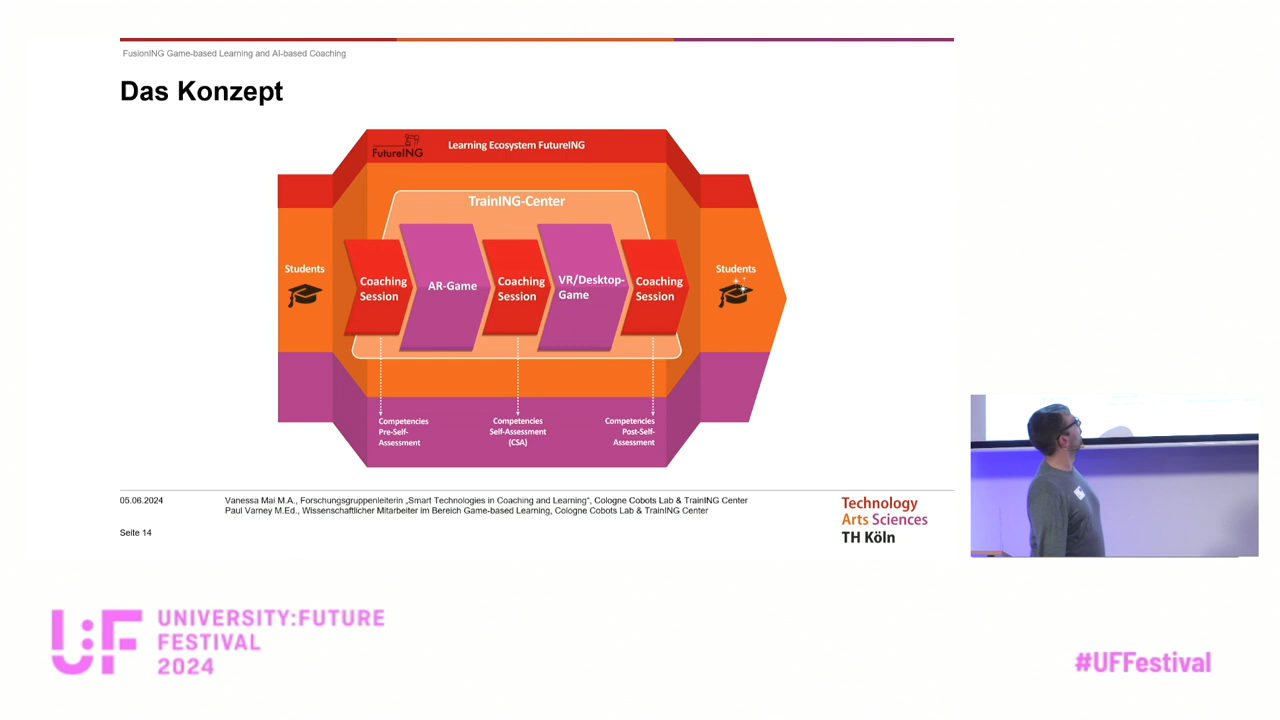 FusionING Game-based Learning and AI-based Coaching
Das Konzept
FutureING
Learning Ecosystem FutureING
TrainING-Center
Students
Coaching
Session
AR-Game
Coaching
Session
VR/Desktop-
Game
Coaching
Session
Students
Competencies
Pre-Self-
Assessment
Competencies
Self-Assessment
(CSA)
Competencies
Post-Self-
Assessment
05.06.2024
Vanessa Mai M.A., Forschungsgruppenleiterin „Smart Technologies in Coaching and Learning“, Cologne Cobots Lab & TrainING Center
Paul Varney M.Ed., Wissenschaftlicher Mitarbeiter im Bereich Game-based Learning, Cologne Cobots Lab & TrainING Center
Seite 14
Technology
Arts Sciences
TH Köln
U:F
UNIVERSITY:FUTURE
FESTIVAL
2024
#UFFestival